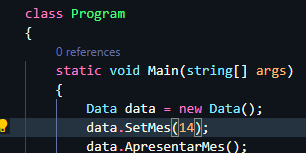 class Program
{
0 references
static void Main(string[] args)
{
Data data = new Data();
data.SetMes(14);
data.ApresentarMes();